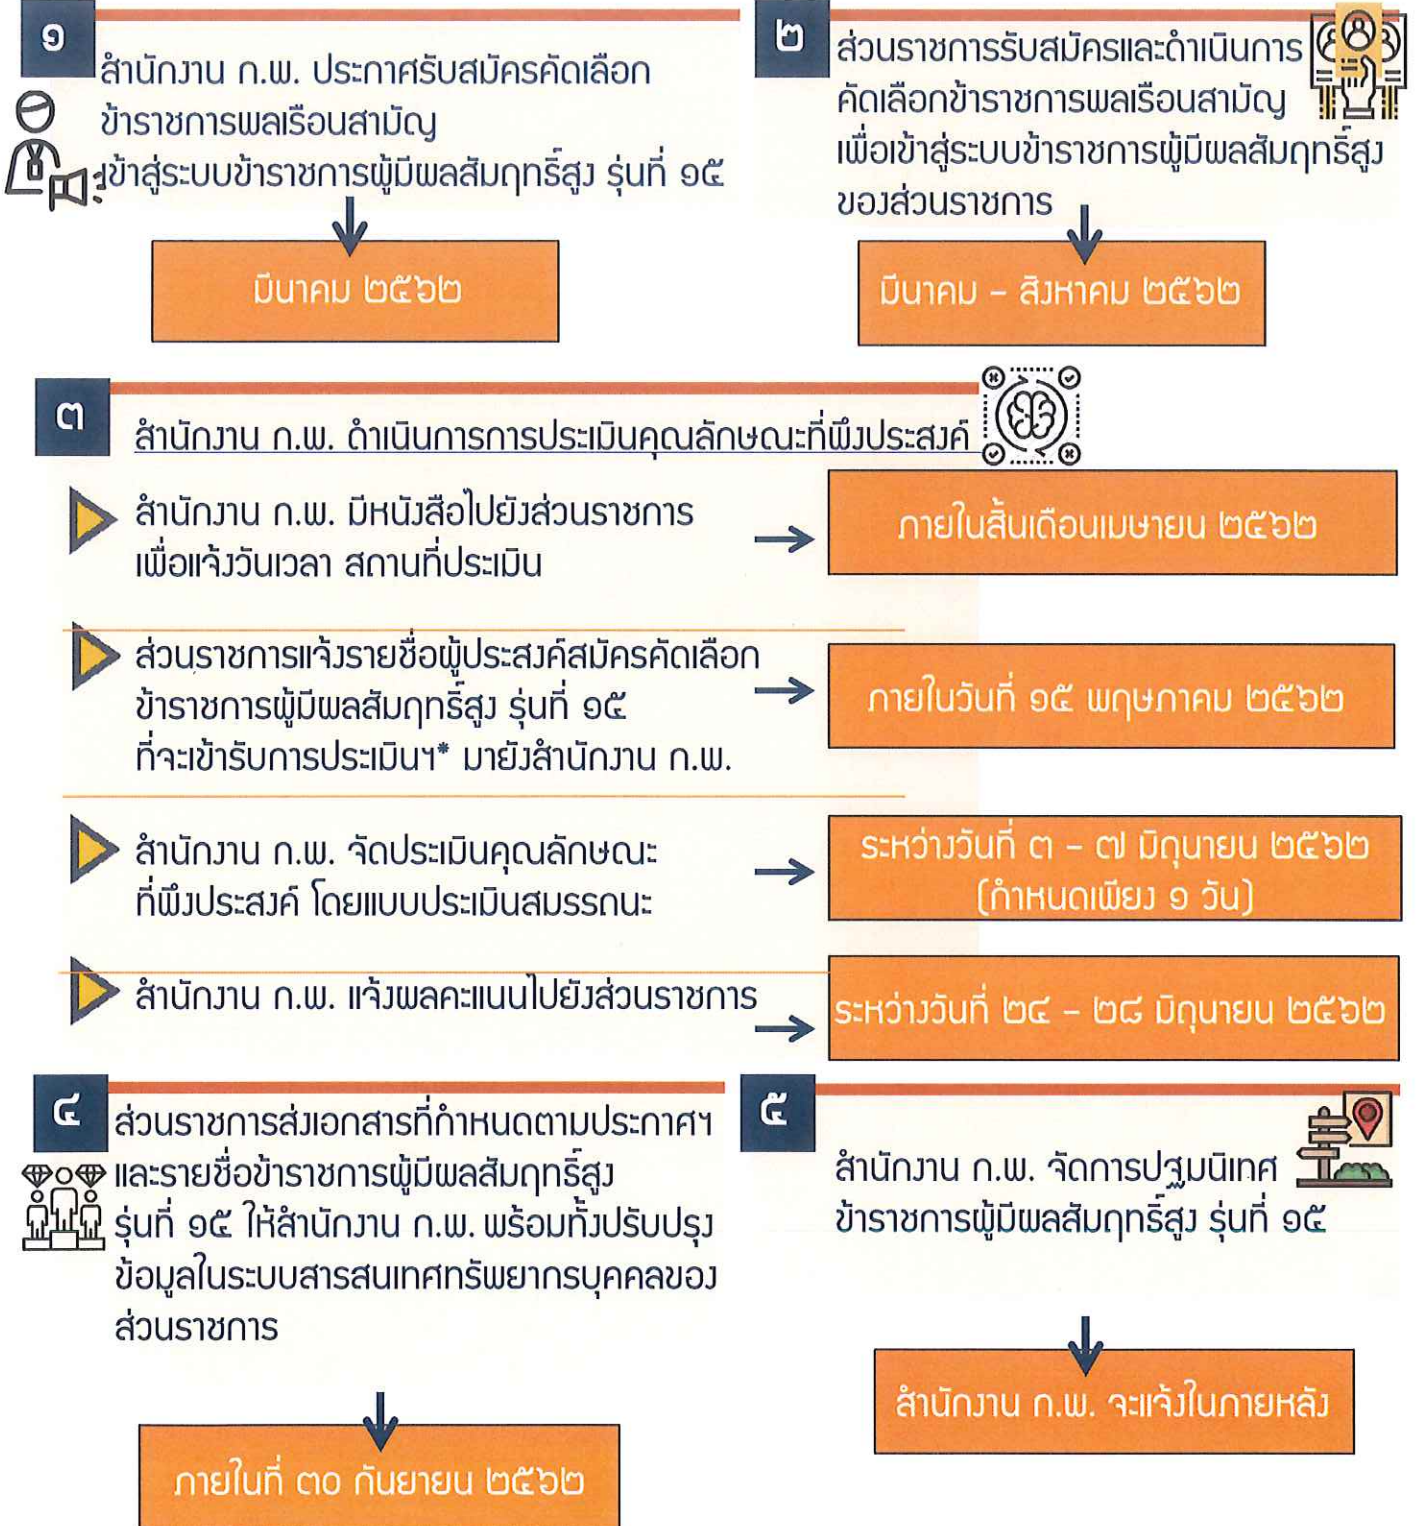 ๑
สำนักงาน ก.พ. ประกาศรับสมัครคัดเลือก
ข้าราชการพลเรือนสามัญ
เข้าสู่ระบบข้าราชการผู้มีผลสัมฤทธิ์สูง รุ่นที่ ๑๕
มีนาคม ๒๕๖๒
๒
ส่วนราชการรับสมัครและดำเนินการ
คัดเลือกข้าราชการพลเรือนสามัญ
เพื่อเข้าสู่ระบบข้าราชการผู้มีผลสัมฤทธิ์สูง
ของส่วนราชการ
มีนาคม – สิงหาคม ๒๕๖๒
๓
สำนักงาน ก.พ. ดำเนินการการประเมินคุณลักษณะที่พึงประสงค์
สำนักงาน ก.พ. มีหนังสือไปยังส่วนราชการ
เพื่อแจ้งวันเวลา สถานที่ประเมิน
ภายในสิ้นเดือนเมษายน ๒๕๖๒
ส่วนราชการแจ้งรายชื่อผู้ประสงค์สมัครคัดเลือก
ข้าราชการผู้มีผลสัมฤทธิ์สูง รุ่นที่ ๑๕
ที่จะเข้ารับการประเมินฯ* มายังสำนักงาน ก.พ.
ภายในวันที่ ๑๕ พฤษภาคม ๒๕๖๒
สำนักงาน ก.พ. จัดประเมินคุณลักษณะ
ที่พึงประสงค์ โดยแบบประเมินสมรรถนะ
ระหว่างวันที่ ๓ – ๗ มิถุนายน ๒๕๖๒
(กำหนดเพียง ๑ วัน)
สำนักงาน ก.พ. แจ้งผลคะแนนไปยังส่วนราชการ
ระหว่างวันที่ ๒๔ – ๒๘ มิถุนายน ๒๕๖๒
๔
ส่วนราชการส่งเอกสารที่กำหนดตามประกาศฯ
และรายชื่อข้าราชการผู้มีผลสัมฤทธิ์สูง
รุ่นที่ ๑๕ ให้สำนักงาน ก.พ. พร้อมทั้งปรับปรุง
ข้อมูลในระบบสารสนเทศทรัพยากรบุคคลของ
ส่วนราชการ
ภายในที่ ๓๐ กันยายน ๒๕๖๒
๕
สำนักงาน ก.พ. จัดการปฐมนิเทศ
ข้าราชการผู้มีผลสัมฤทธิ์สูง รุ่นที่ ๑๕
สำนักงาน ก.พ. จะแจ้งในภายหลัง